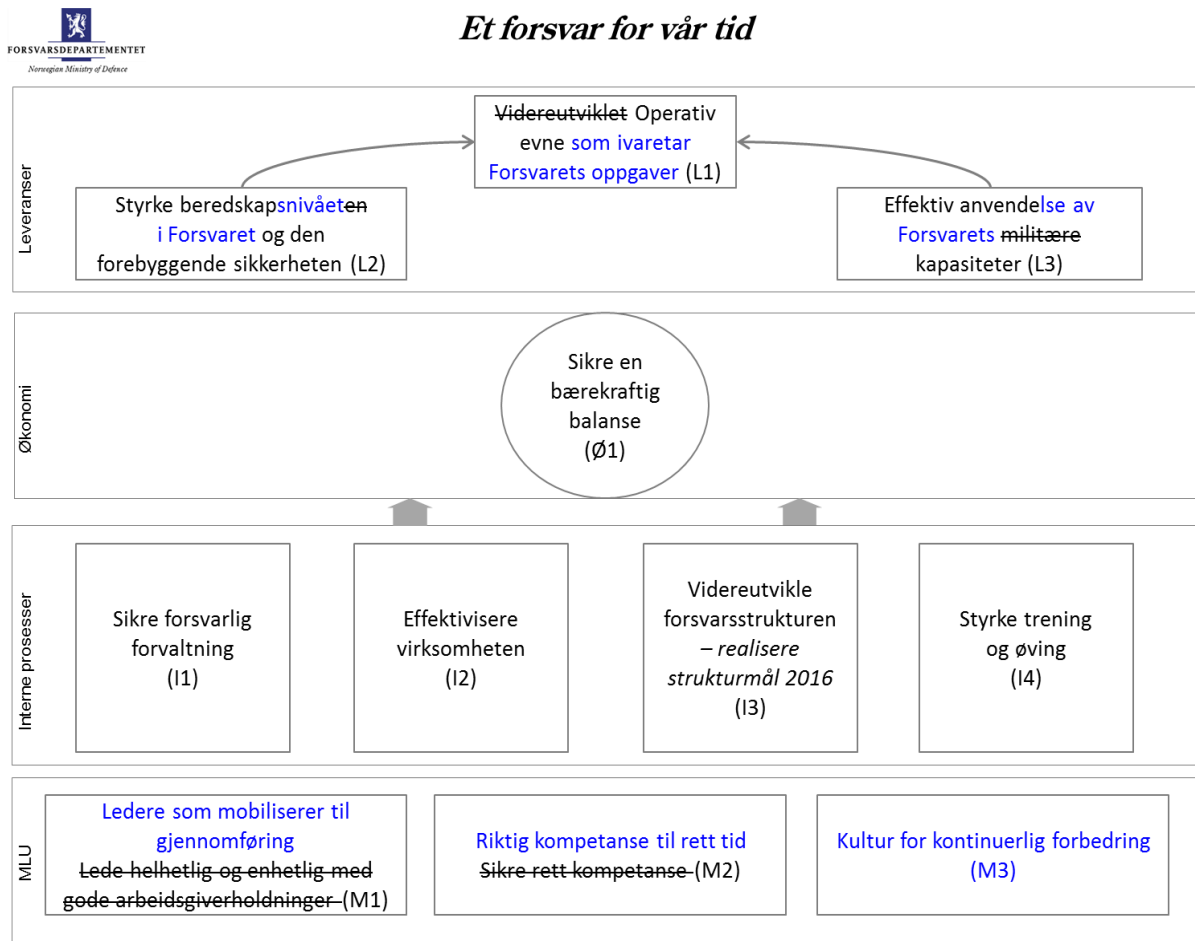 Et forsvar for vår tid
FORSVARSDEPARTEMENTET
Norwegian Ministry of Defence
Leveranser
Videreutviklet Operativ
evne som ivaretar
Forsvarets oppgaver (L1)
Styrke beredskapsnivåeten
i Forsvaret og den
forebyggende sikkerheten (L2)
Effektiv anvendelse av
Forsvarets militære
kapasiteter (L3)
Økonomi
Sikre en
bærekraftig
balanse
(Ø1)
Interne prosesser
Sikre forsvarlig
forvaltning
(I1)
Effektivisere
virksomheten
(I2)
Videreutvikle
forsvarsstrukturen
– realisere
strukturmål 2016
(I3)
Styrke trening
og øving
(I4)
MLU
Ledere som mobiliserer til
gjennomføring
Lede helhetlig og enhetlig med
gode arbeidsgiverholdninger (M1)
Riktig kompetanse til rett tid
Sikre rett kompetanse (M2)
Kultur for kontinuerlig forbedring
(M3)